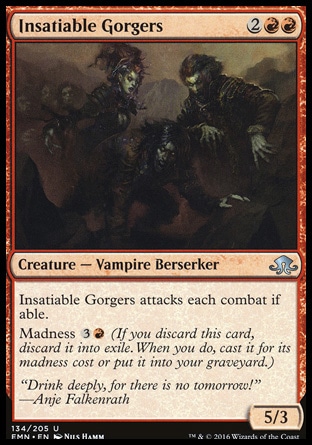 Insatiable Gorgers 2
Creature — Vampire Berserker
Insatiable Gorgers attacks each combat if
able.
Madness 3 (If you discard this card,
discard it into exile. When you do, cast it for its
madness cost or put it into your graveyard.)
“Drink deeply, for there is no tomorrow!”
—Anje Falkenrath
5/3
134/205 U
EMN • EN Nils Hamm
™ & © 2016 Wizards of the Coast